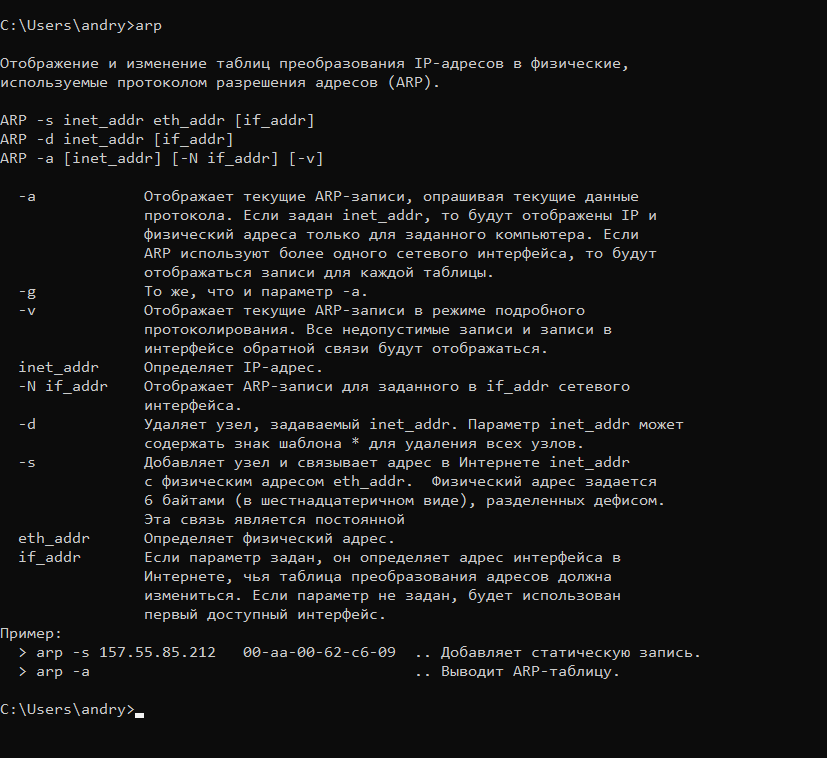 C:\Users\andry>arp
Отображение и изменение таблиц преобразования IP-адресов в физические,
используемые протоколом разрешения адресов (ARP).
ARP -s inet_addr eth_addr [if_addr]
ARP -d inet_addr [if_addr]
ARP -a [inet_addr] [-N if_addr] [-v]
-a Отображает текущие ARP-записи, опрашивая текущие данные
протокола. Если задан inet_addr, то будут отображены IP и
физический адреса только для заданного компьютера. Если
ARP используют более одного сетевого интерфейса, то будут
отображаться записи для каждой таблицы.
-g То же, что и параметр -a.
-v Отображает текущие ARP-записи в режиме подробного
протоколирования. Все недопустимые записи и записи в
интерфейсе обратной связи будут отображаться.
inet_addr Определяет IP-адрес.
-N if_addr Отображает ARP-записи для заданного в if_addr сетевого
интерфейса.
-d Удаляет узел, задаваемый inet_addr. Параметр inet_addr может
содержать знак шаблона * для удаления всех узлов.
-s Добавляет узел и связывает адрес в Интернете inet_addr
с физическим адресом eth_addr.  Физический адрес задается
6 байтами (в шестнадцатеричном виде), разделенных дефисом.
Эта связь является постоянной
eth_addr Определяет физический адрес.
if_addr Если параметр задан, он определяет адрес интерфейса в
Интернете, чья таблица преобразования адресов должна
измениться. Если параметр не задан, будет использован
первый доступный интерфейс.
Пример:
> arp -s 157.55.85.212   00-aa-00-62-c6-09  .. Добавляет статическую запись.
> arp -a .. Выводит ARP-таблицу.
C:\Users\andry>